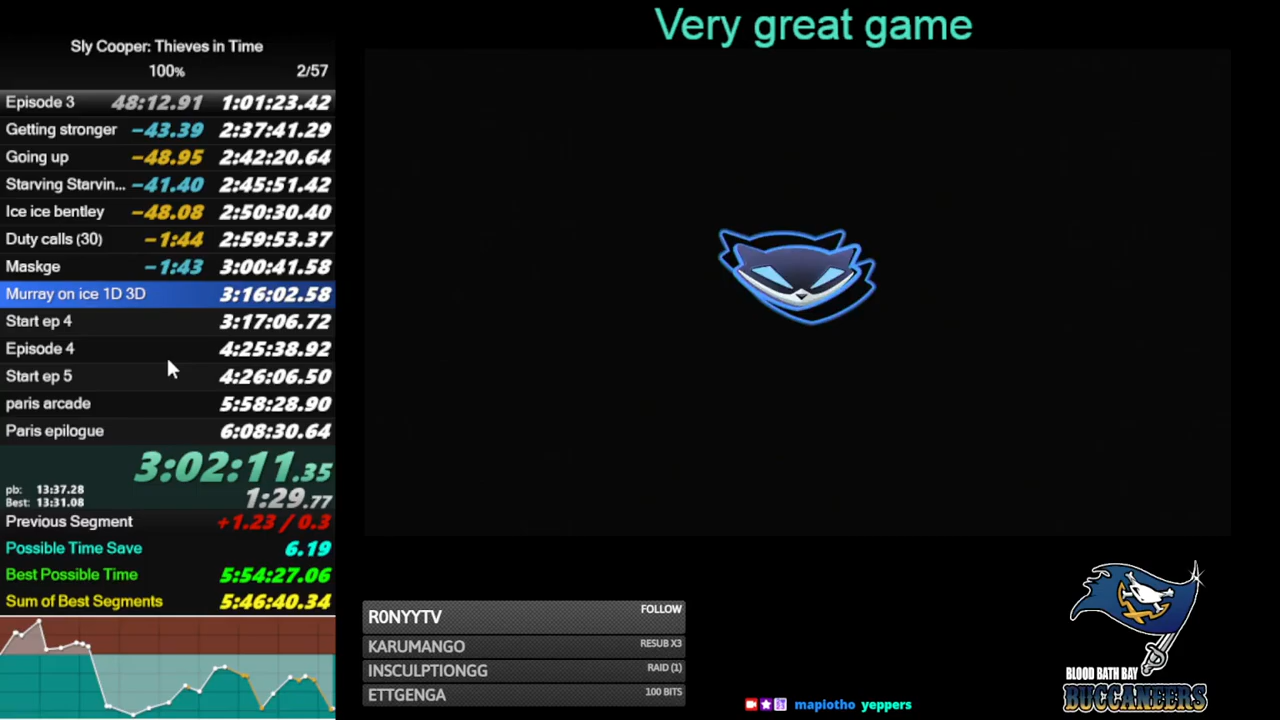 Very great game
Sly Cooper: Thieves in Time
100% 2/57
Episode 3 48:12.91 1:01:23.42
Getting stronger −43.39 2:37:41.29
Going up −48.95 2:42:20.64
Starving Starvin... −41.40 2:45:51.42
Ice ice bentley −48.08 2:50:30.40
Duty calls (30) −1:44 2:59:53.37
Maskge −1:43 3:00:41.58
Murray on ice 1D 3D 3:16:02.58
Start ep 4 3:17:06.72
Episode 4 4:25:38.92
Start ep 5 4:26:06.50
paris arcade 5:58:28.90
Paris epilogue 6:08:30.64
3:02:11.35
pb: 13:37.28
Best: 13:31.08
1:29.77
Previous Segment +1.23 / 0.3
Possible Time Save 6.19
Best Possible Time 5:54:27.06
Sum of Best Segments 5:46:40.34
R0NYYTV FOLLOW
KARUMANGO RESUB X3
INSCULPTIONGG RAID (1)
ETTGENGA 100 BITS
maplotho yeppers
BLOOD BATH BAY
BUCCANEERS